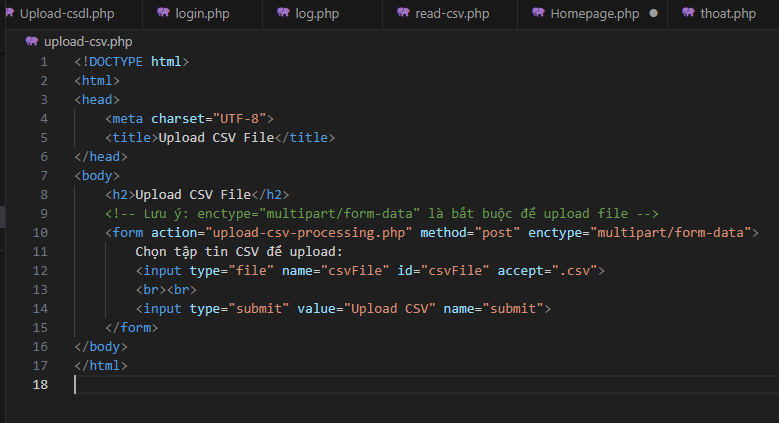 Upload-csdl.php login.php log.php read-csv.php Homepage.php thoat.php
upload-csv.php
1 <!DOCTYPE html>
2 <html>
3 <head>
4 <meta charset="UTF-8">
5 <title>Upload CSV File</title>
6 </head>
7 <body>
8 <h2>Upload CSV File</h2>
9 <!-- Lưu ý: enctype="multipart/form-data" là bắt buộc để upload file -->
10 <form action="upload-csv-processing.php" method="post" enctype="multipart/form-data">
11 Chọn tập tin CSV để upload:
12 <input type="file" name="csvFile" id="csvFile" accept=".csv">
13 <br><br>
14 <input type="submit" value="Upload CSV" name="submit">
15 </form>
16 </body>
17 </html>
18